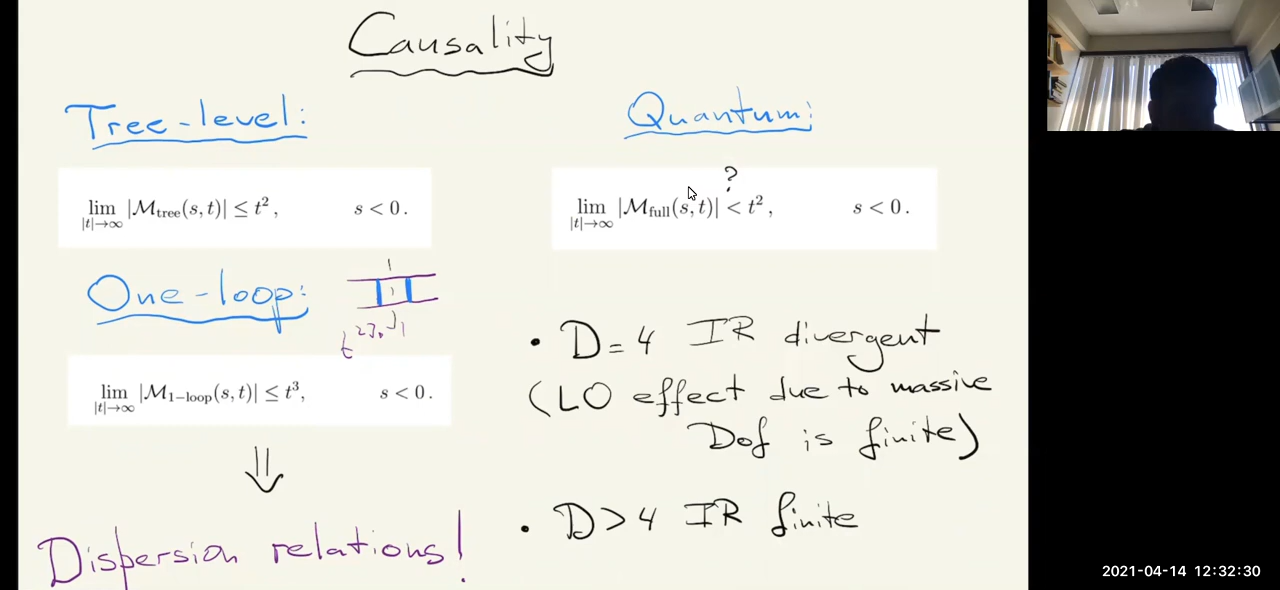 Causality
Tree-level:
lim |t|→∞ |M_tree(s,t)| ≤ t², s < 0.
One-loop:
t^{2J_0-1}
lim |t|→∞ |M_1-loop(s,t)| ≤ t³, s < 0.
⇓
Dispersion relations!
Quantum:
?
lim |t|→∞ |M_full(s,t)| < t², s < 0.
• D=4 IR divergent
(LO effect due to massive
Dof is finite)
• D>4 IR finite
2021-04-14 12:32:30